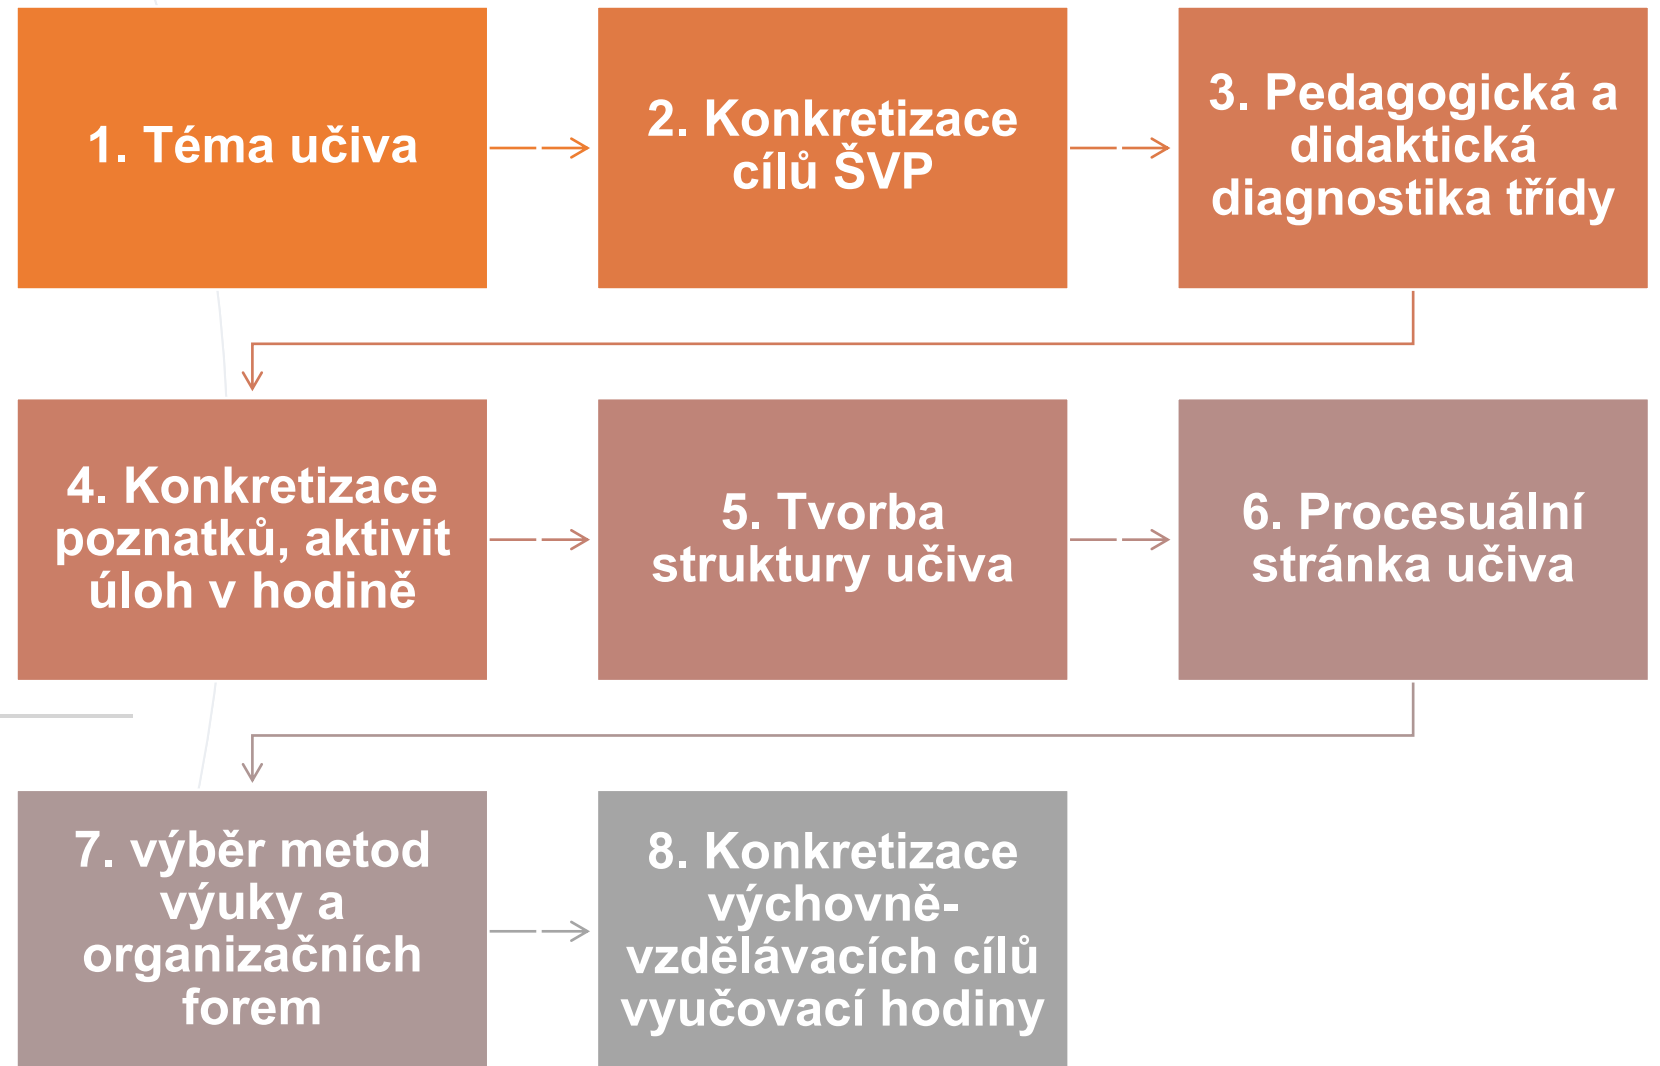 1. Téma učiva
2. Konkretizace
cílů ŠVP
3. Pedagogická a
didaktická
diagnostika třídy
4. Konkretizace
poznatků, aktivit
úloh v hodině
5. Tvorba
struktury učiva
6. Procesuální
stránka učiva
7. výběr metod
výuky a
organizačních
forem
8. Konkretizace
výchovně-
vzdělávacích cílů
vyučovací hodiny